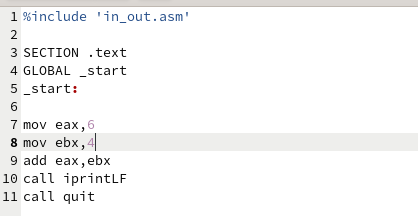 1 %include 'in_out.asm'
2
3 SECTION .text
4 GLOBAL _start
5 _start:
6
7 mov eax,6
8 mov ebx,4
9 add eax,ebx
10 call iprintLF
11 call quit